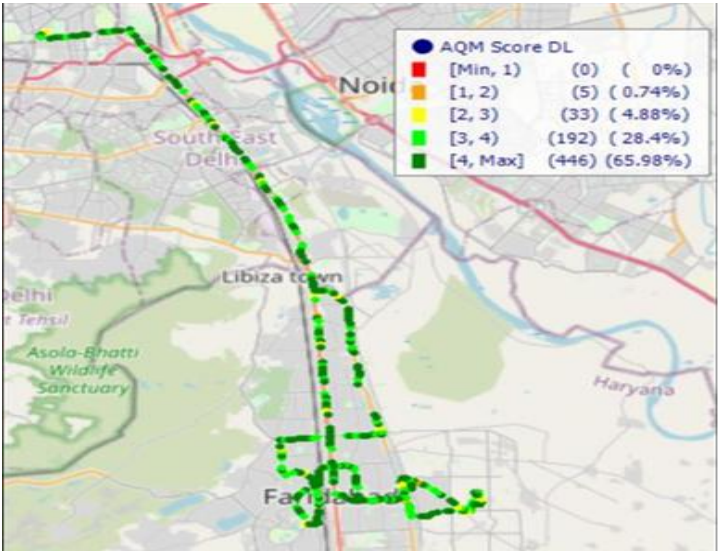 AQM Score DL
[Min, 1) (0) ( 0%)
[1, 2) (5) ( 0.74%)
[2, 3) (33) ( 4.88%)
[3, 4) (192) ( 28.4%)
[4, Max] (446) (65.98%)
Noid
South East
Delhi
Libiza town
Delhi
t Tehsil
Asola-Bhatti
Wildlife
Sanctuary
Haryana
Faridabad